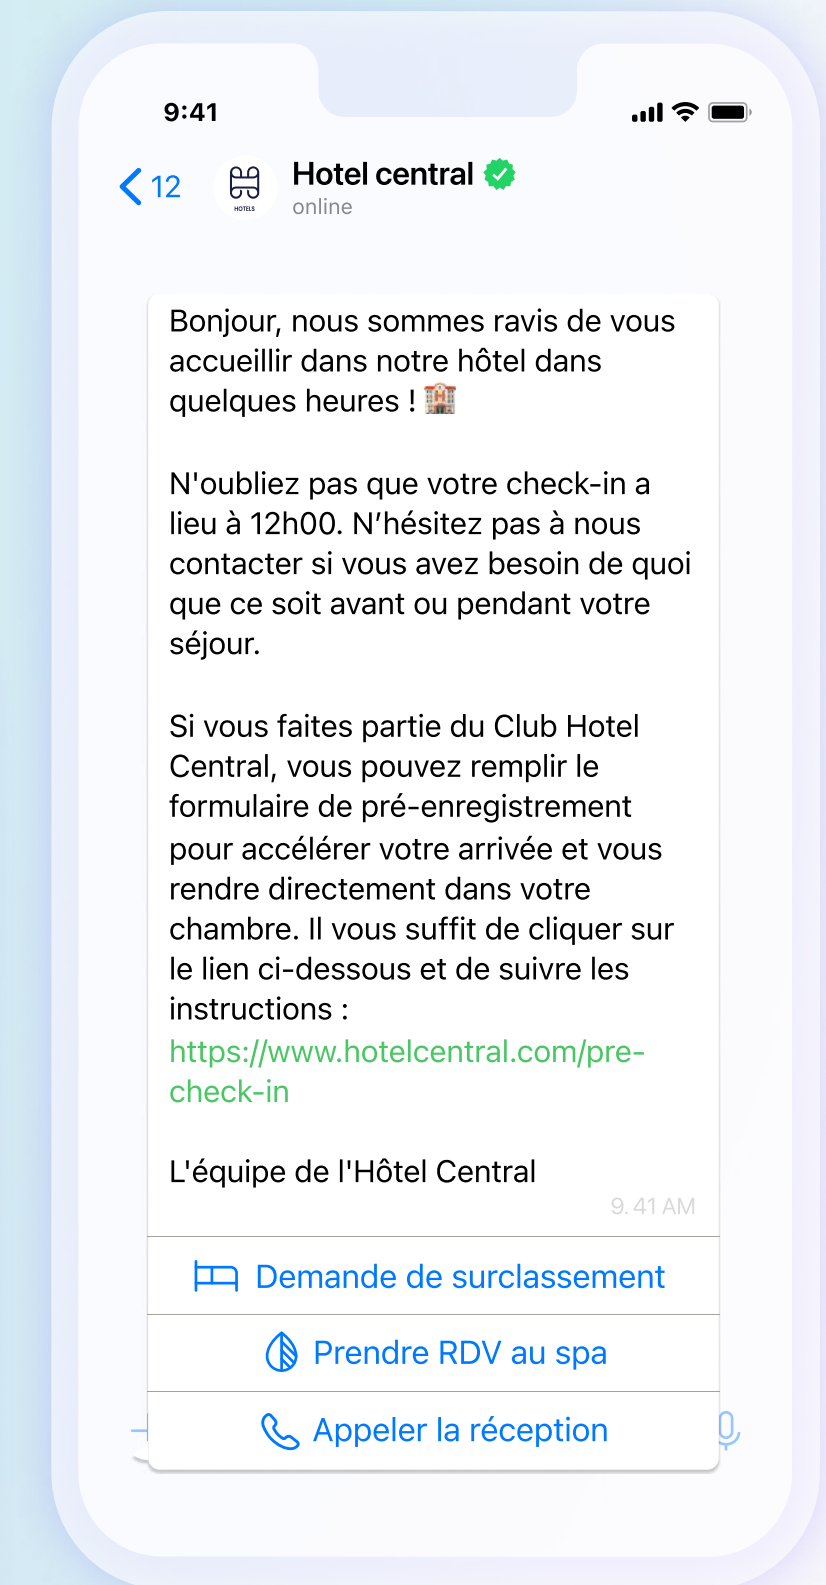 9:41
12
HOTELS
Hotel central
online
Bonjour, nous sommes ravis de vous
accueillir dans notre hôtel dans
quelques heures ! 🏨
N'oubliez pas que votre check-in a
lieu à 12h00. N’hésitez pas à nous
contacter si vous avez besoin de quoi
que ce soit avant ou pendant votre
séjour.
Si vous faites partie du Club Hotel
Central, vous pouvez remplir le
formulaire de pré-enregistrement
pour accélérer votre arrivée et vous
rendre directement dans votre
chambre. Il vous suffit de cliquer sur
le lien ci-dessous et de suivre les
instructions :
https://www.hotelcentral.com/pre-
check-in
L'équipe de l'Hôtel Central
9.41 AM
Demande de surclassement
Prendre RDV au spa
Appeler la réception